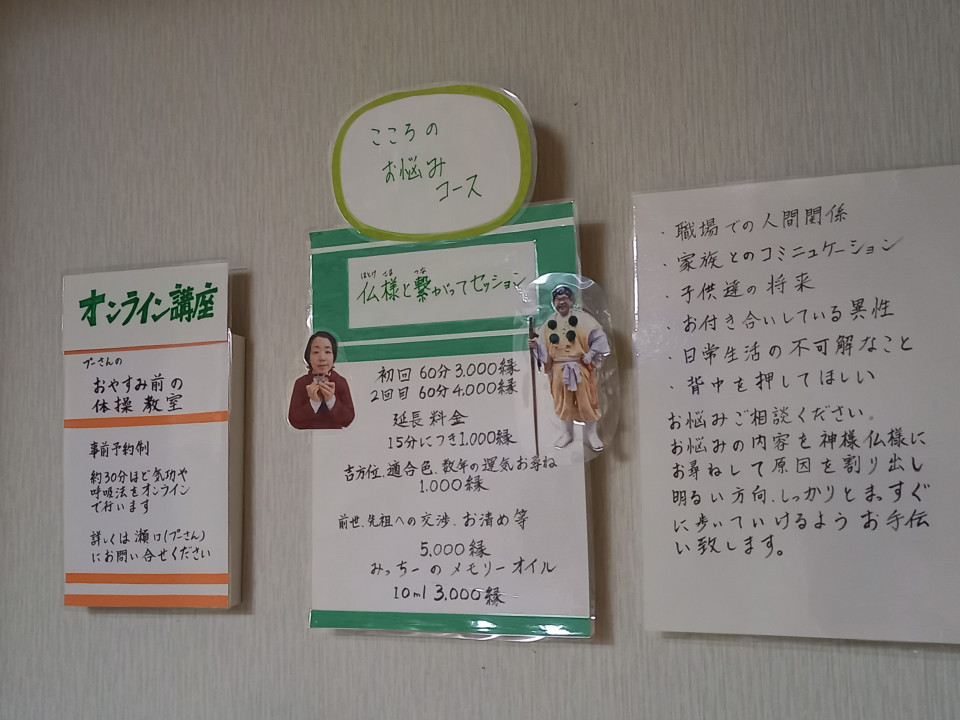 オンライン講座
プーさんの
おやすみ前の
体操教室
事前予約制
約30分ほど気功や
呼吸法をオンライン
で行います
詳しくは瀬口(プーさん)
にお問い合せください
こころの
お悩み
コース
ほとけ さま つな
仏様と繋がってセッション
初回 60分 3,000縁
2回目 60分 4,000縁
延長料金
15分につき1,000縁
吉方位、適合色、数年の運気お尋ね
1,000縁
前世、先祖への交渉、お清め等
5,000縁
みっちーのメモリーオイル
10ml 3,000縁
・職場での人間関係
・家族とのコミニュケーション
・子供達の将来
・お付き合いしている異性
・日常生活の不可解なこと
・背中を押してほしい
お悩みご相談ください。
お悩みの内容を神様仏様に
お尋ねして原因を割り出し
明るい方向、しっかりとまっすぐ
に歩いていけるようお手伝
い致します。